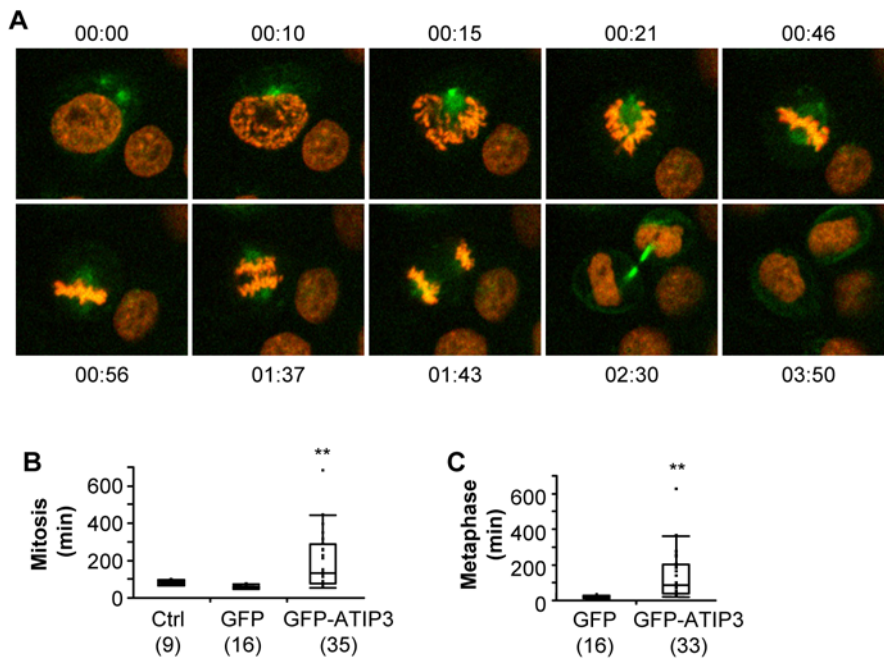 A
00:00 00:10 00:15 00:21 00:46
00:56 01:37 01:43 02:30 03:50
B
**
Mitosis
(min)
600
400
200
0
Ctrl GFP GFP-ATIP3
(9) (16) (35)
C
**
Metaphase
(min)
600
400
200
0
GFP GFP-ATIP3
(16) (33)